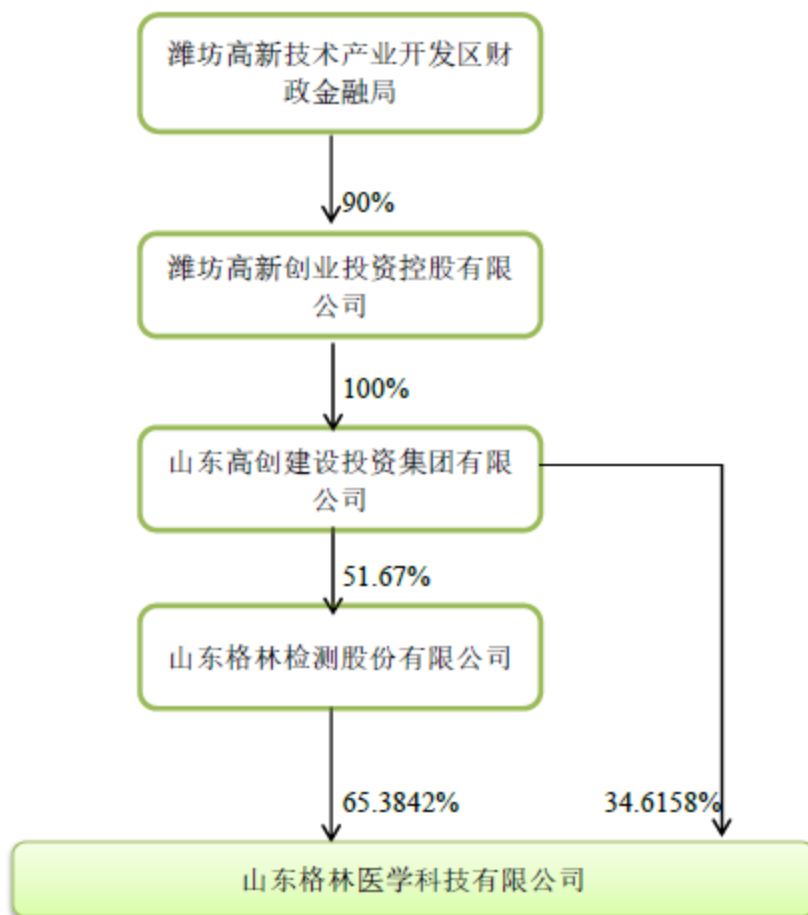 潍坊高新技术产业开发区财
政金融局
90%
潍坊高新创业投资控股有限
公司
100%
山东高创建设投资集团有限
公司
51.67%
山东格林检测股份有限公司
65.3842%
34.6158%
山东格林医学科技有限公司